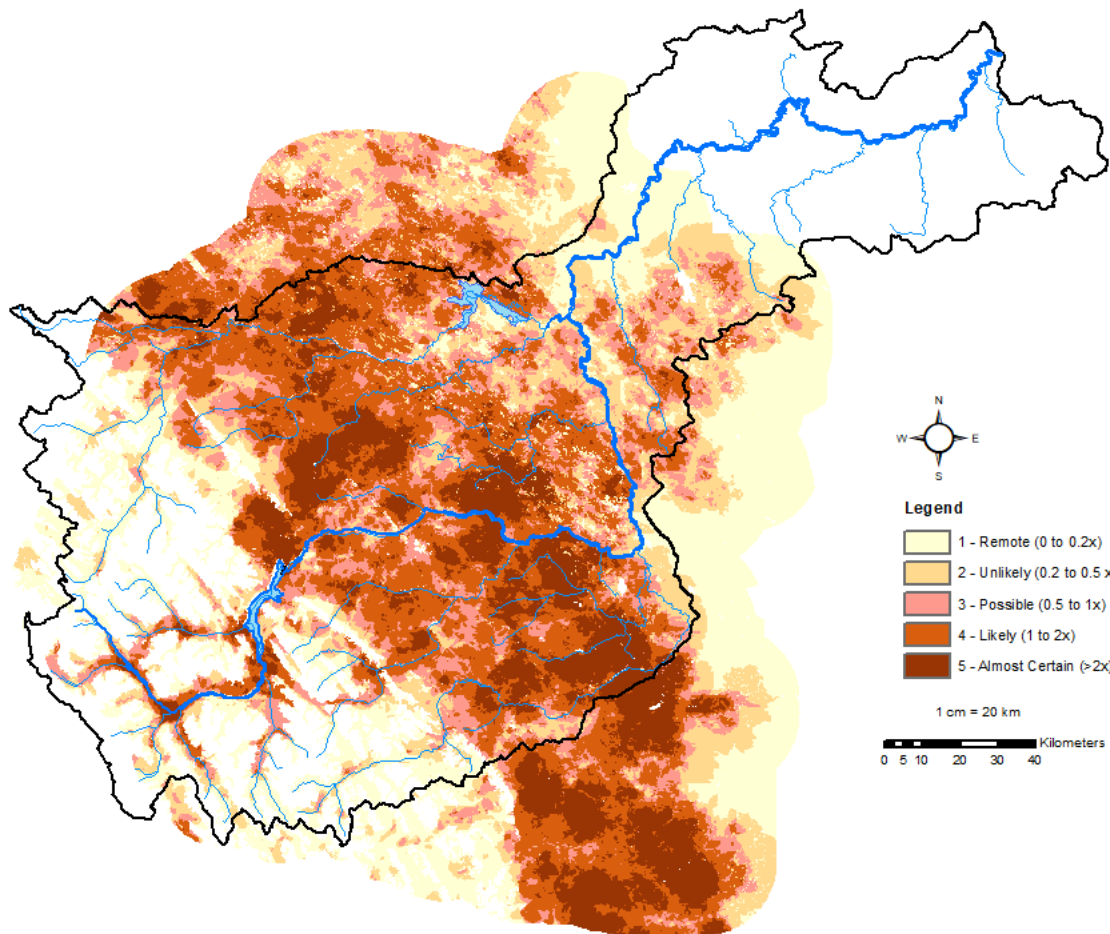 N
W E
S
Legend
1 - Remote (0 to 0.2x)
2 - Unlikely (0.2 to 0.5 x
3 - Possible (0.5 to 1x)
4 - Likely (1 to 2x)
5 - Almost Certain (>2x)
1 cm = 20 km
Kilometers
0 5 10 20 30 40